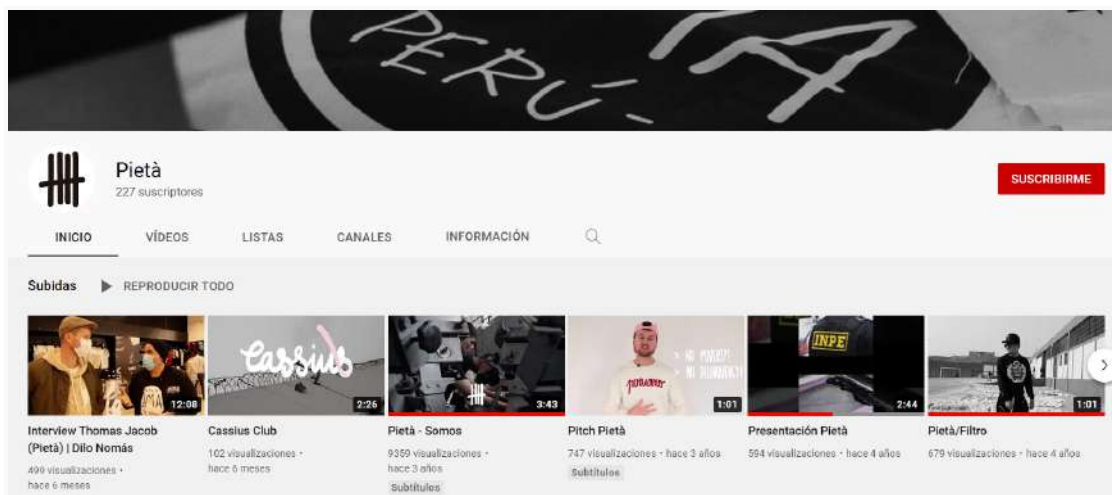 PERÚ-
Pietà
227 suscriptores
SUSCRIBIRME
INICIO
VÍDEOS
LISTAS
CANALES
INFORMACIÓN
Subidas
REPRODUCIR TODO
12:08
Cassius
2:26
3:43
> NO MARKETING
1:01
INPE
2:44
1:01
Interview Thomas Jacob
(Pietà) | Dilo Nomás
499 visualizaciones •
hace 6 meses
Cassius Club
102 visualizaciones •
hace 6 meses
Pietà - Somos
9359 visualizaciones •
hace 3 años
Subtítulos
Pitch Pietà
747 visualizaciones • hace 3 años
Subtítulos
Presentación Pietà
594 visualizaciones • hace 4 años
Pietà/Filtro
679 visualizaciones • hace 4 años